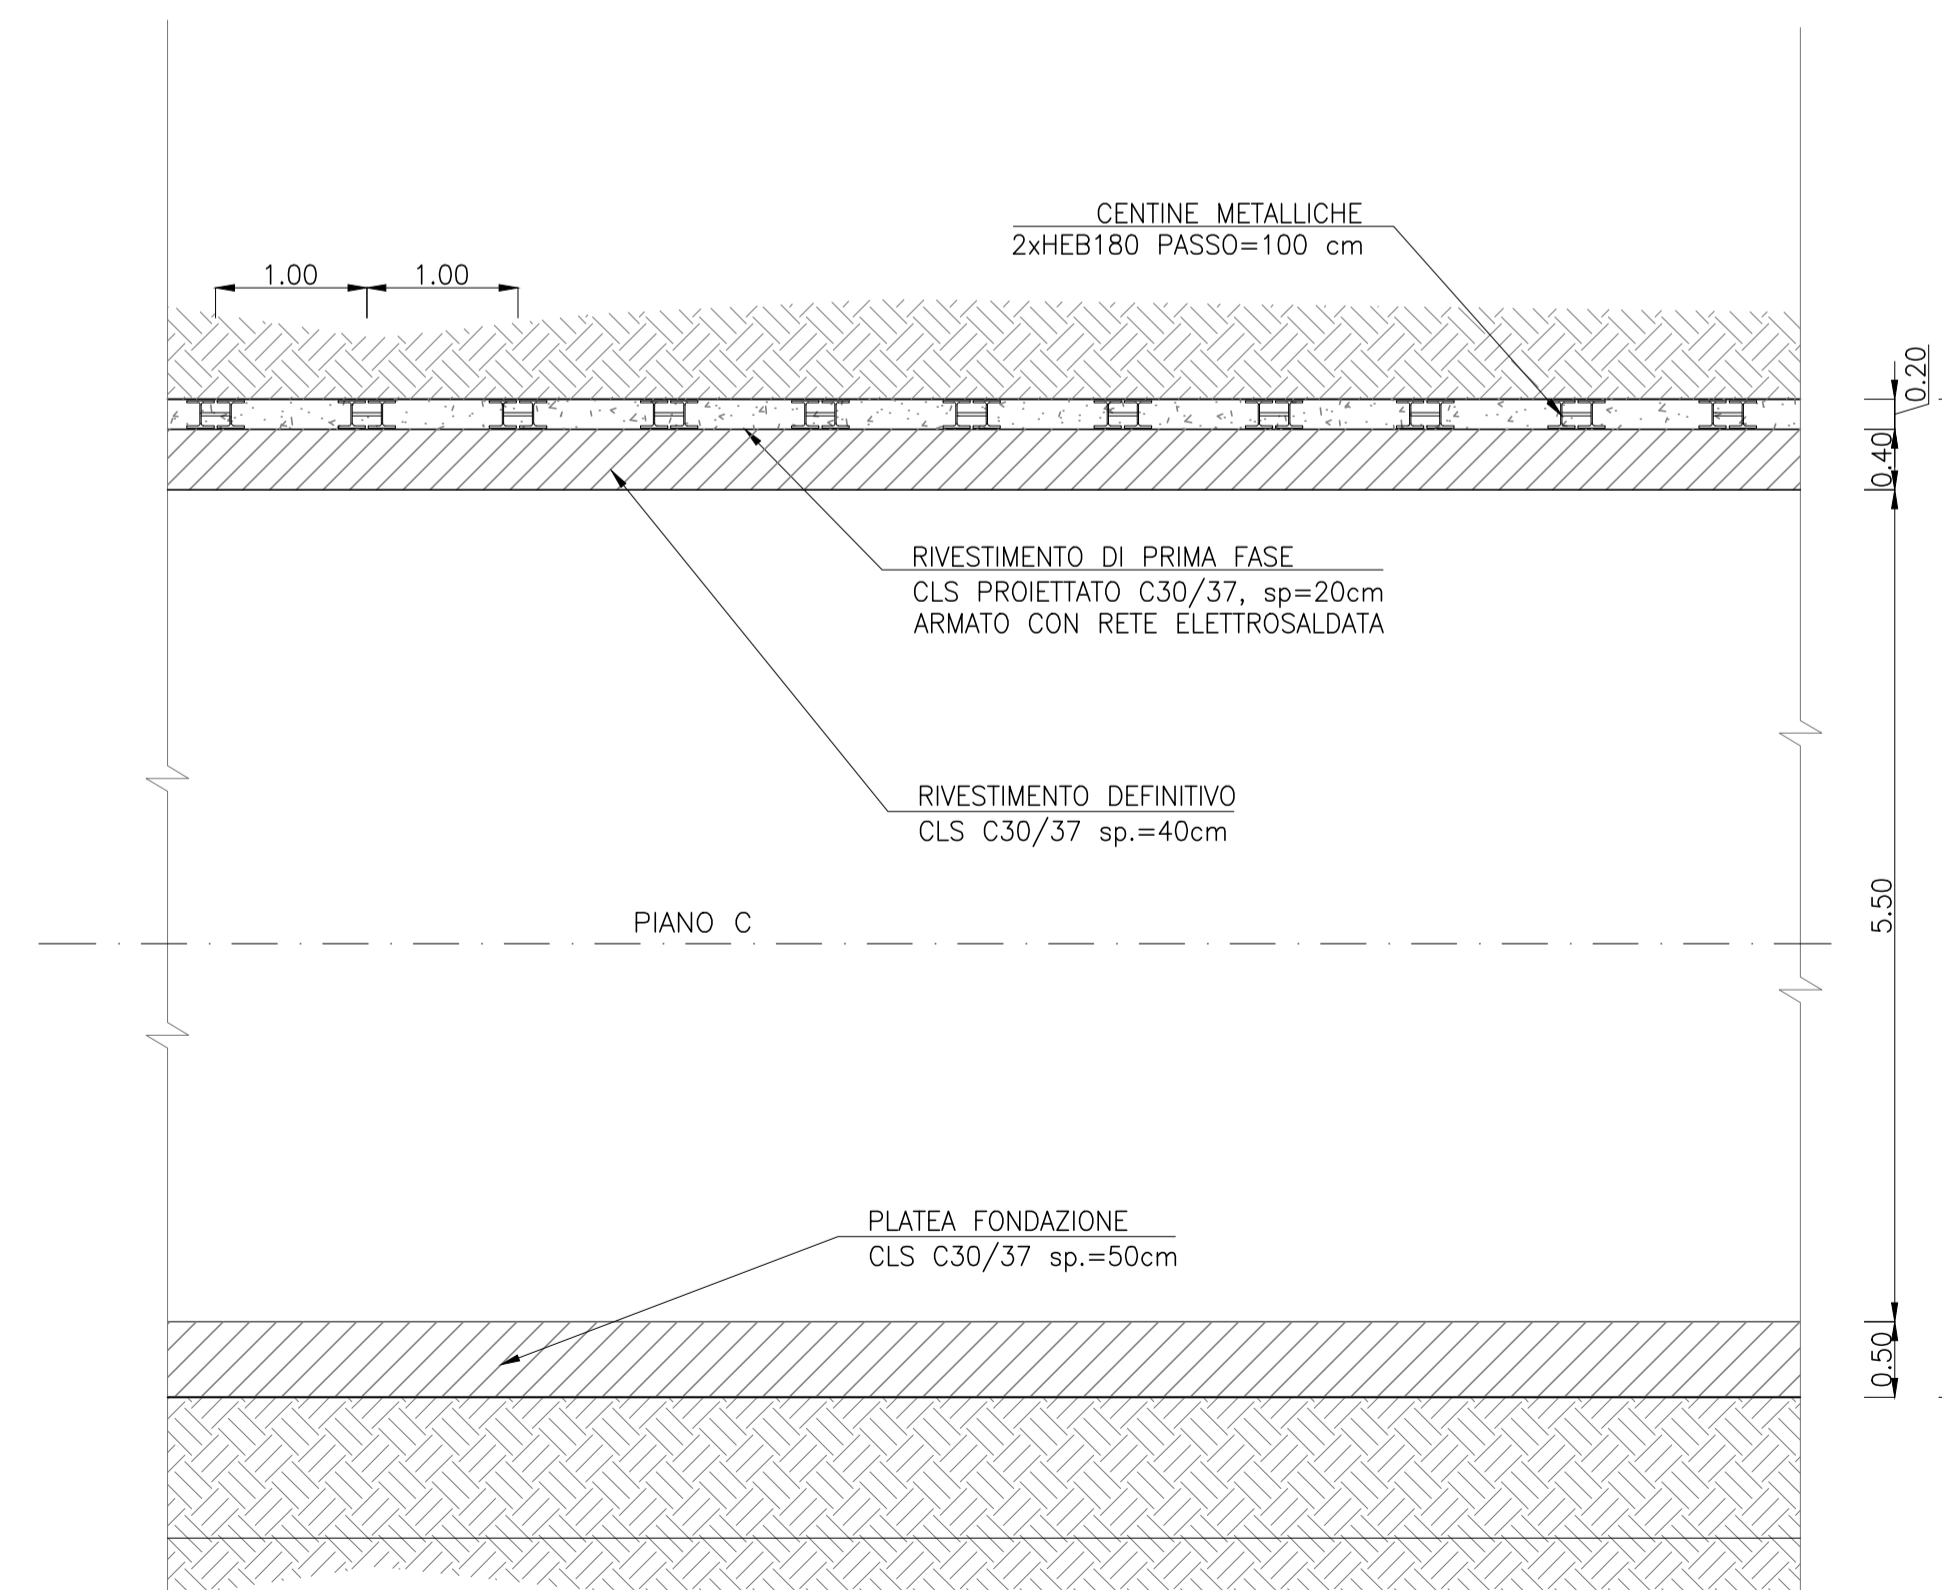 CENTINE METALLICHE
2xHEB180 PASSO=100 cm
1.00
1.00
0.20
0.40
RIVESTIMENTO DI PRIMA FASE
CLS PROIETTATO C30/37, sp=20cm
ARMATO CON RETE ELETTROSALDATA
RIVESTIMENTO DEFINITIVO
CLS C30/37 sp.=40cm
5.50
PIANO C
PLATEA FONDAZIONE
CLS C30/37 sp.=50cm
0.50